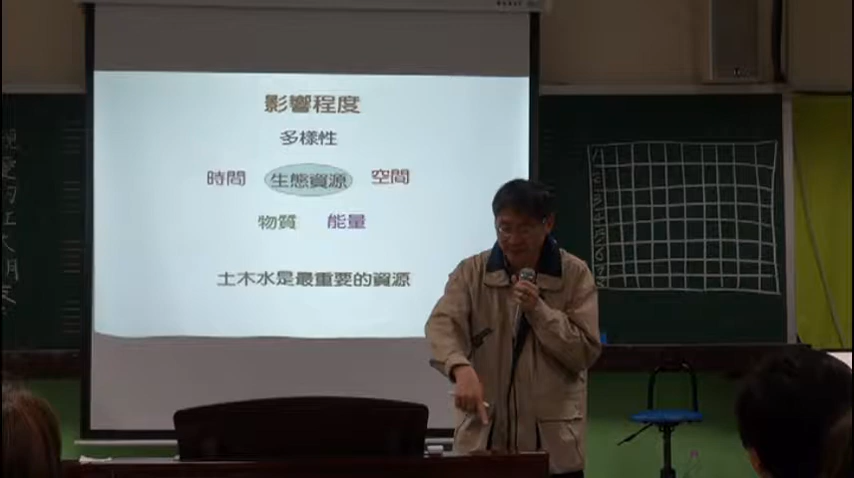 影響程度
多樣性
時間 生態資源 空間
物質 能量
土木水是最重要的資源